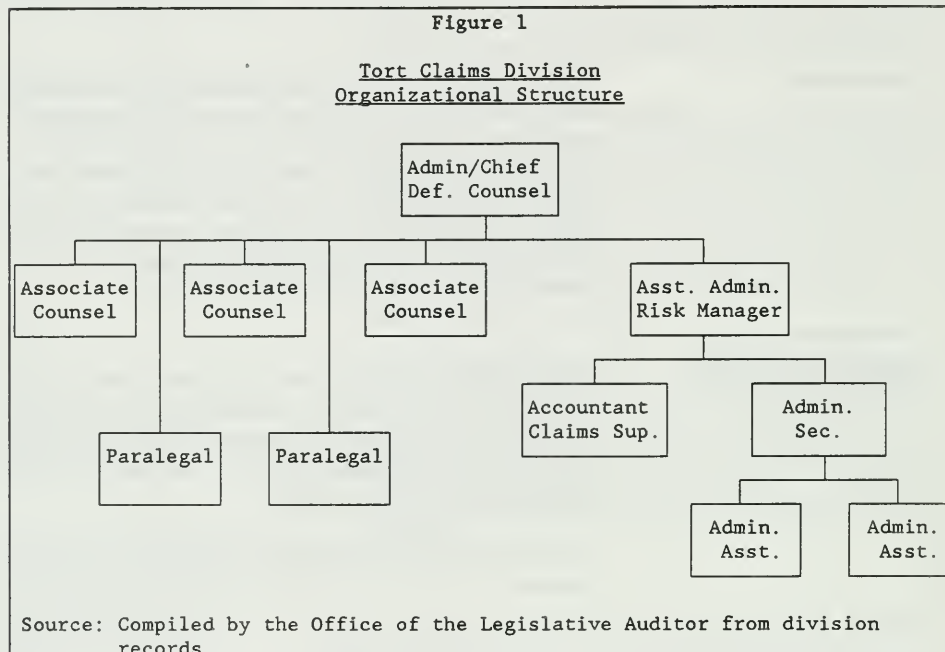 Figure 1
Tort Claims Division
Organizational Structure
Admin/Chief
Def. Counsel
Associate
Counsel
Associate
Counsel
Associate
Counsel
Asst. Admin.
Risk Manager
Paralegal
Paralegal
Accountant
Claims Sup.
Admin.
Sec.
Admin.
Asst.
Admin.
Asst.
Source: Compiled by the Office of the Legislative Auditor from division
records